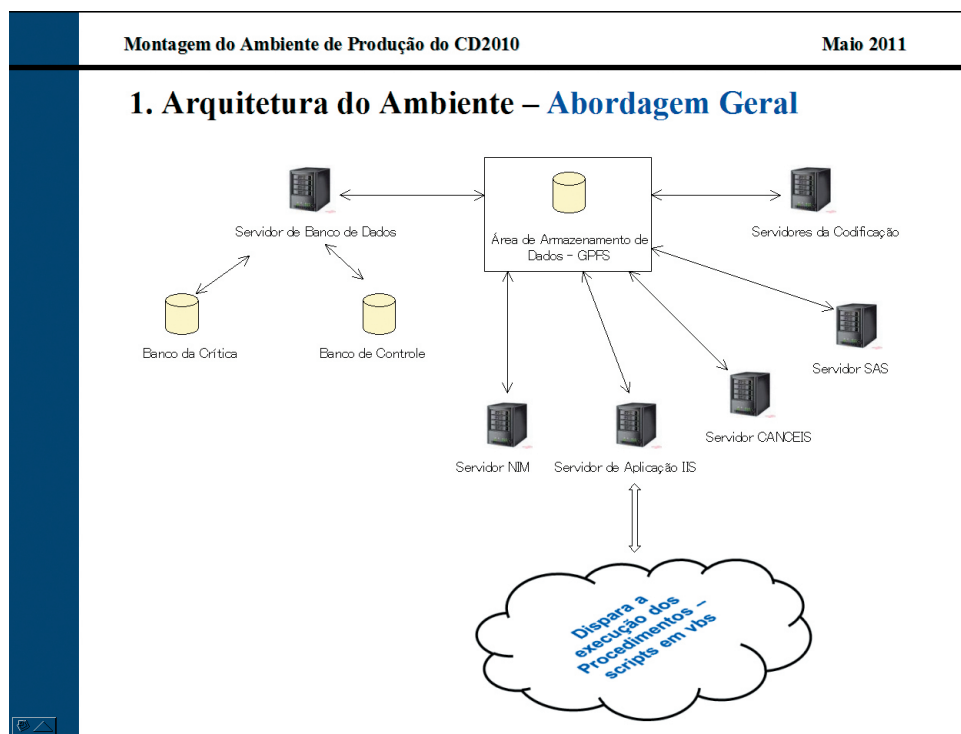 Montagem do Ambiente de Produção do CD2010
Maio 2011
1. Arquitetura do Ambiente – Abordagem Geral
Servidor de Banco de Dados
Área de Armazenamento de
Dados - GPFS
Servidores da Codificação
Banco da Crítica
Banco de Controle
Servidor SAS
Servidor CANCEIS
Servidor NIM
Servidor de Aplicação IIS
Dispara a
execução dos
Procedimentos –
scripts em vbs